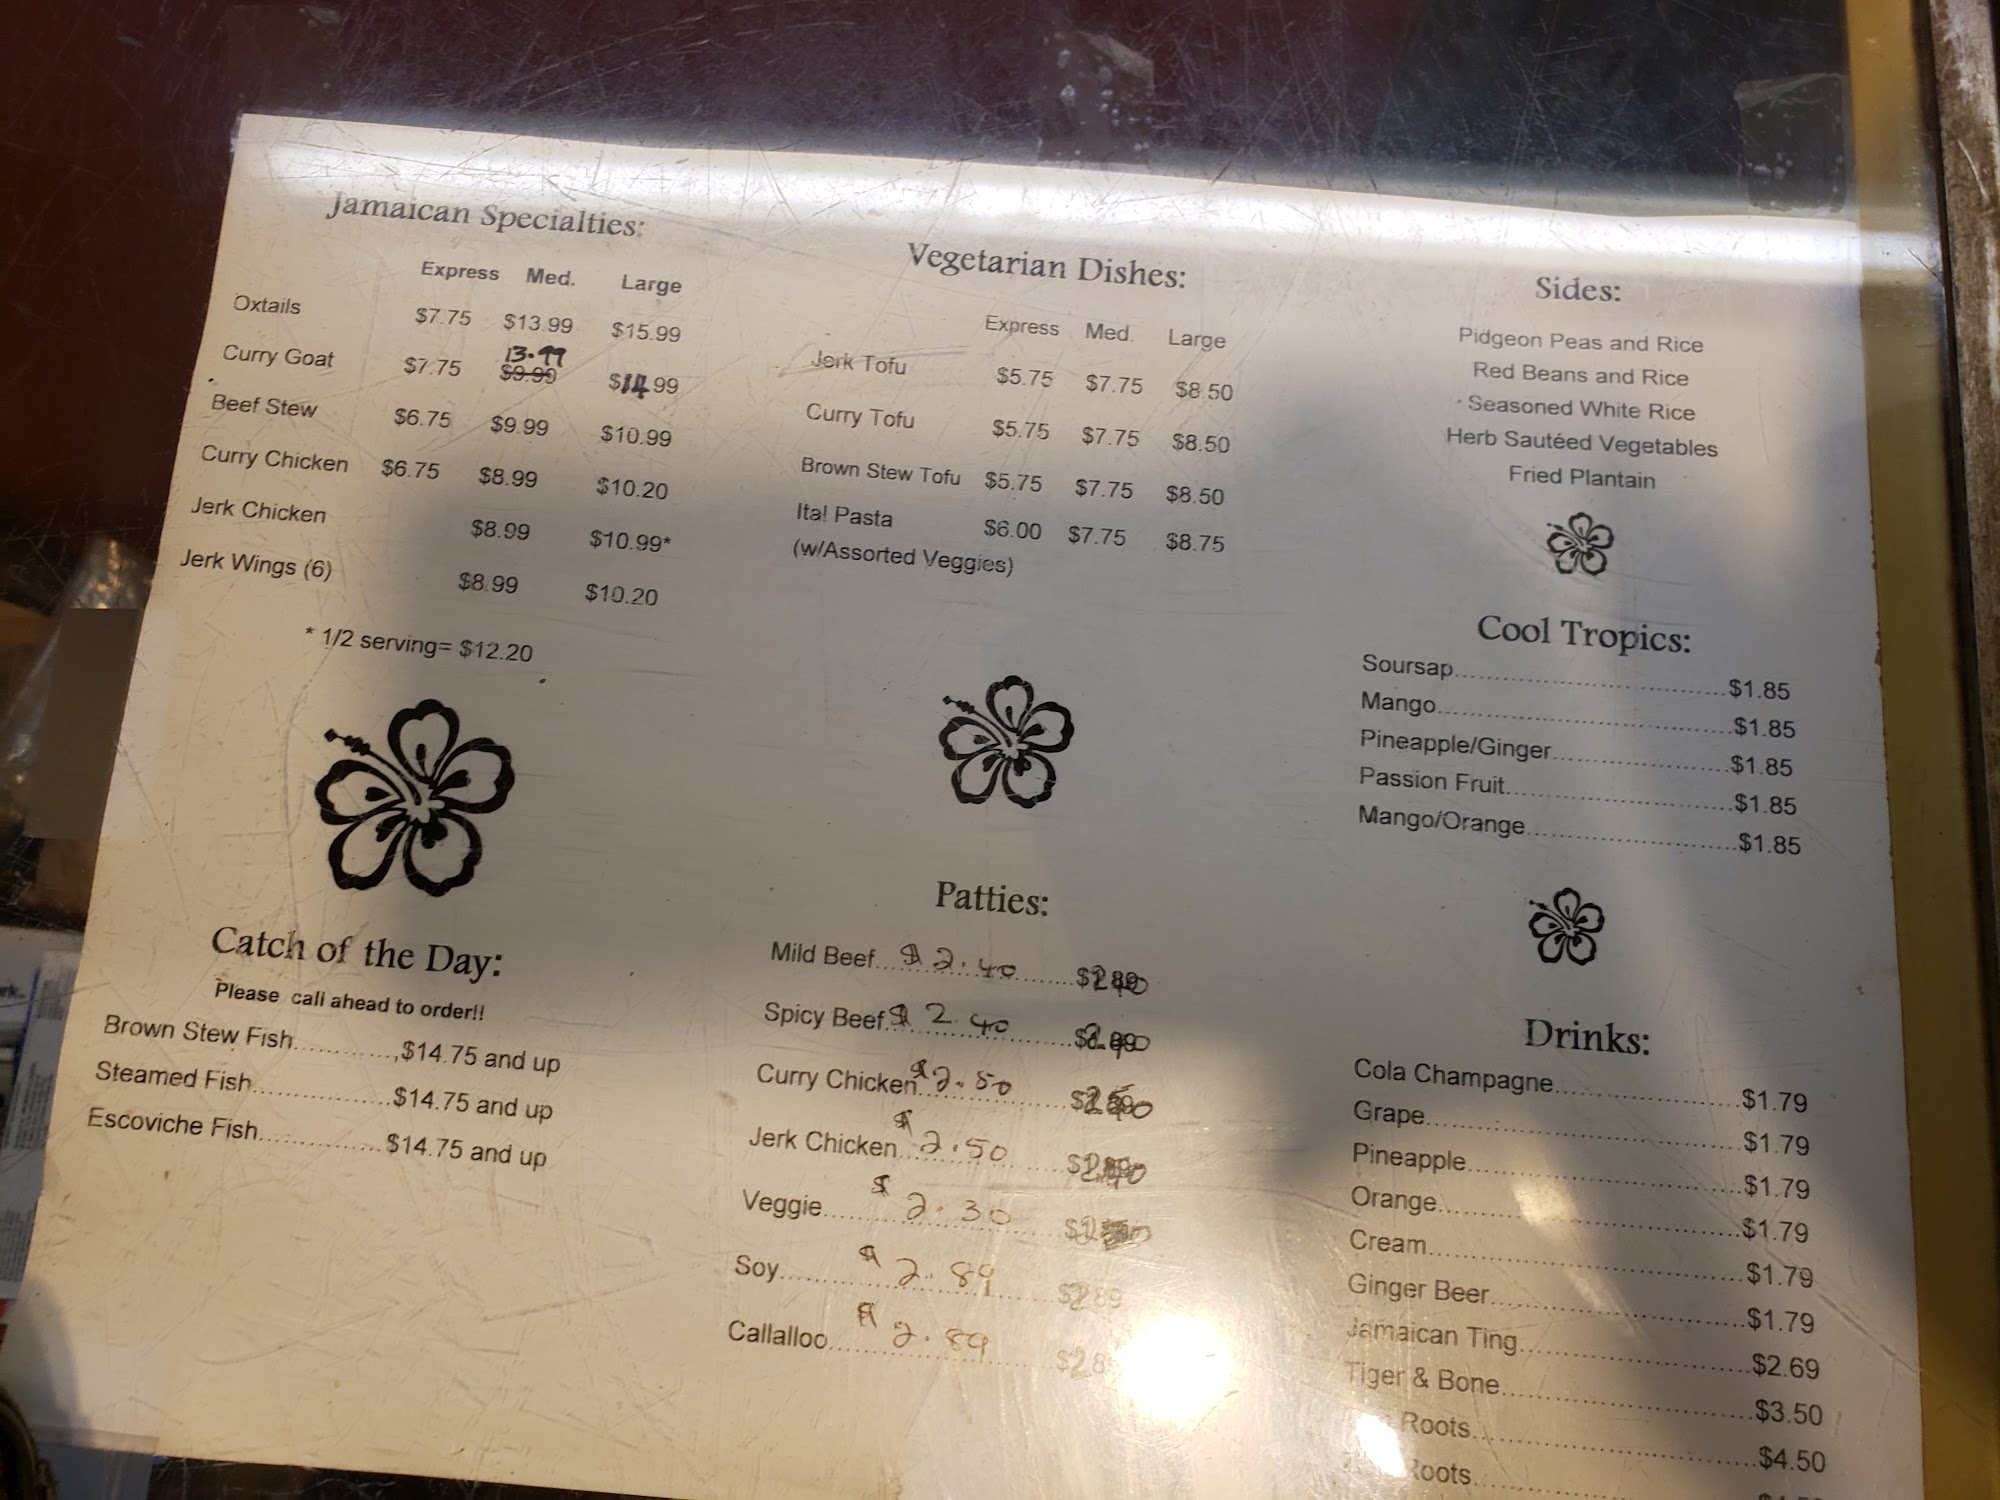 Jamaican Specialties:
Express Med. Large
Oxtails $7.75 $13.99 $15.99
Curry Goat $7.75 13.99 $9.99 $14.99
Beef Stew $6.75 $9.99 $10.99
Curry Chicken $6.75 $8.99 $10.20
Jerk Chicken $8.99 $10.99*
Jerk Wings (6) $8.99 $10.20
* 1/2 serving= $12.20
Catch of the Day:
Please call ahead to order!!
Brown Stew Fish..............,$14.75 and up
Steamed Fish.................$14.75 and up
Escoviche Fish...............$14.75 and up
Vegetarian Dishes:
Express Med. Large
Jerk Tofu $5.75 $7.75 $8.50
Curry Tofu $5.75 $7.75 $8.50
Brown Stew Tofu $5.75 $7.75 $8.50
Ital Pasta $6.00 $7.75 $8.75
(w/Assorted Veggies)
Patties:
Mild Beef...$2.40
Spicy Beef...$2.40
Curry Chicken...$2.50
Jerk Chicken...$2.50
Veggie...$2.30
Soy...$2.89 $2.89
Callalloo...$2.89
Sides:
Pidgeon Peas and Rice
Red Beans and Rice
Seasoned White Rice
Herb Sautéed Vegetables
Fried Plantain
Cool Tropics:
Soursap...$1.85
Mango...$1.85
Pineapple/Ginger...$1.85
Passion Fruit...$1.85
Mango/Orange...$1.85
Drinks:
Cola Champagne...$1.79
Grape...$1.79
Pineapple...$1.79
Orange...$1.79
Cream...$1.79
Ginger Beer...$1.79
Jamaican Ting...$2.69
Tiger & Bone...$3.50
Roots...$4.50
Roots...